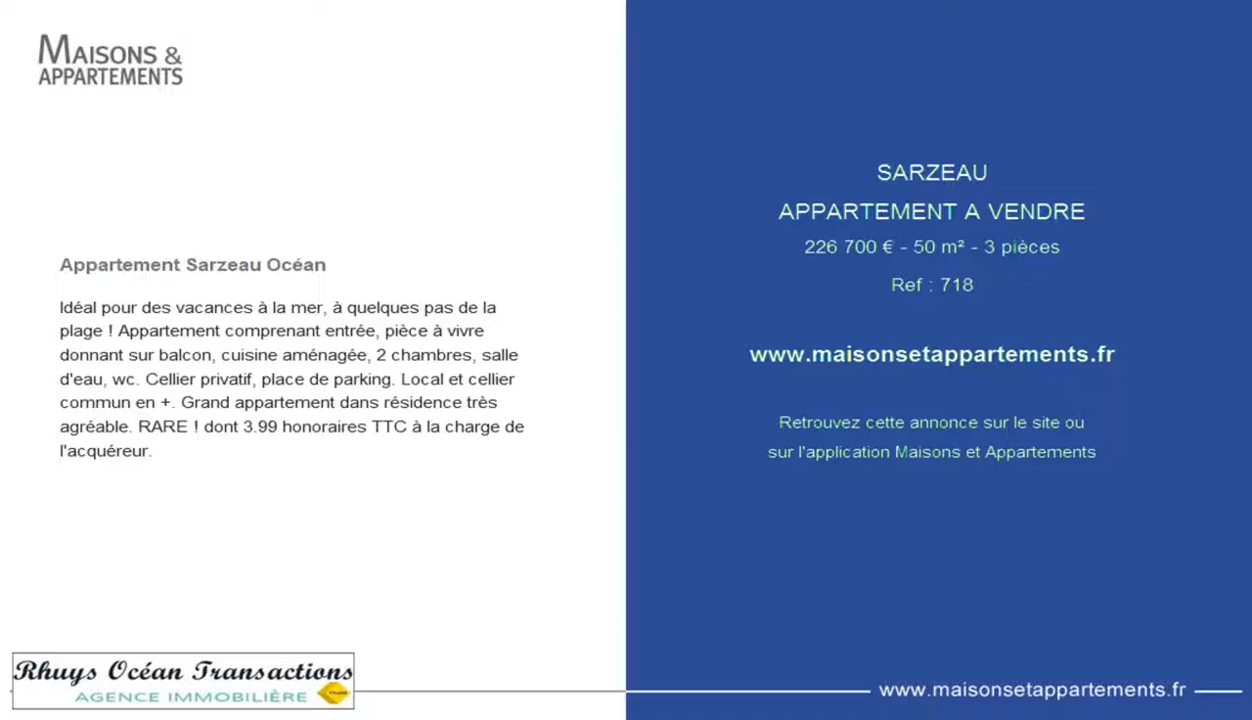 MAISONS &
APPARTEMENTS
Appartement Sarzeau Océan
Idéal pour des vacances à la mer, à quelques pas de la
plage ! Appartement comprenant entrée, pièce à vivre
donnant sur balcon, cuisine aménagée, 2 chambres, salle
d'eau, wc. Cellier privatif, place de parking. Local et cellier
commun en +. Grand appartement dans résidence très
agréable. RARE ! dont 3.99 honoraires TTC à la charge de
l'acquéreur.
Rhuys Océan Transactions
AGENCE IMMOBILIÈRE
SARZEAU
APPARTEMENT A VENDRE
226 700 € - 50 m² - 3 pièces
Ref : 718
www.maisonsetappartements.fr
Retrouvez cette annonce sur le site ou
sur l'application Maisons et Appartements
www.maisonsetappartements.fr